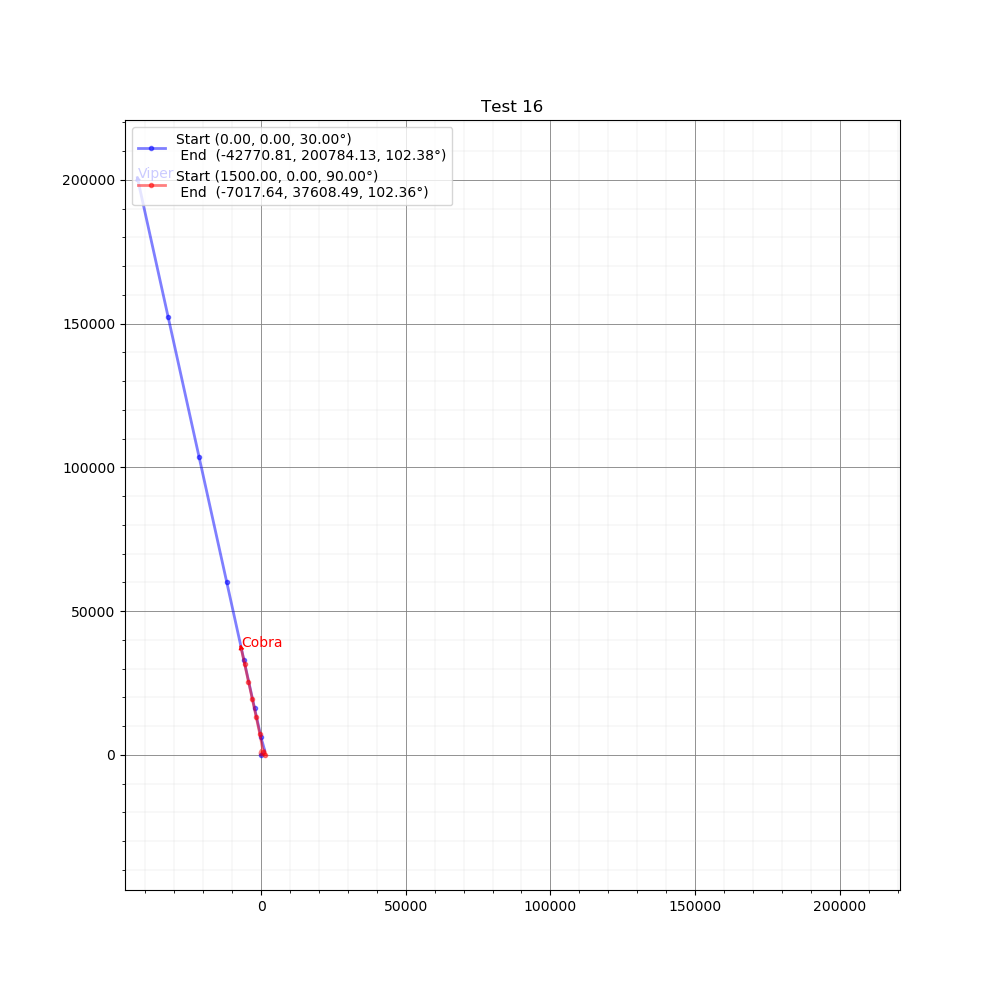 Test 16
Start (0.00, 0.00, 30.00°)
End (-42770.81, 200784.13, 102.38°)
Viper
Start (1500.00, 0.00, 90.00°)
End (-7017.64, 37608.49, 102.36°)
200000
150000
100000
50000
Cobra
0
0 50000 100000 150000 200000